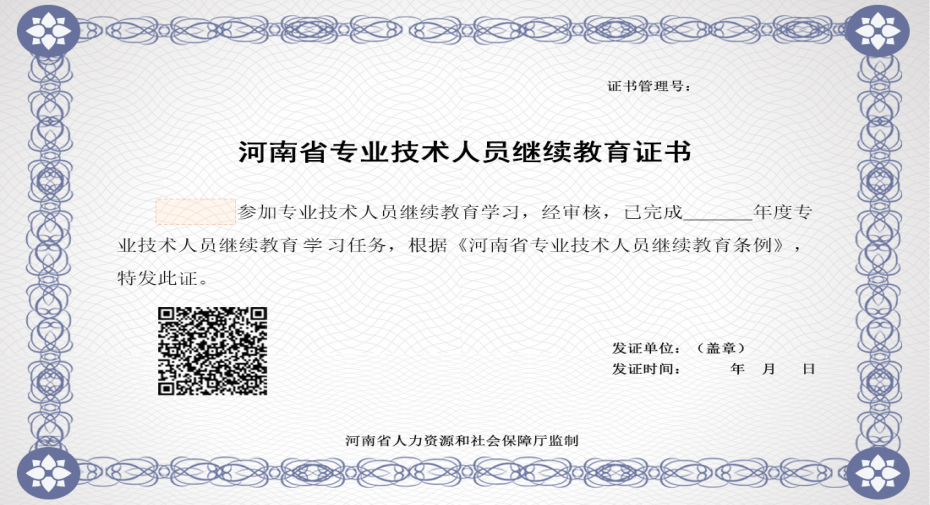 证书管理号：
河南省专业技术人员继续教育证书
参加专业技术人员继续教育学习，经审核，已完成_______年度专
业技术人员继续教育学习任务，根据《河南省专业技术人员继续教育条例》，
特发此证。
发证单位：（盖章）
发证时间： 年 月 日
河南省人力资源和社会保障厅监制